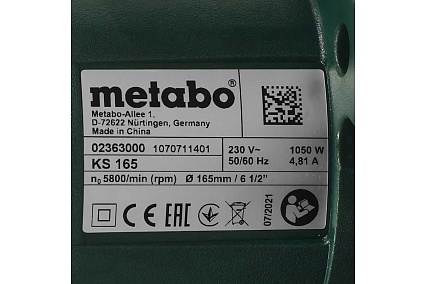 metabo®
Metabo-Allee 1,
D-72622 Nürtingen, Germany
Made in China
02363000 1070711401
KS 165
230 V~ 1050 W
50/60 Hz 4,81 A
n₀ 5800/min (rpm) Ø 165mm / 6 1/2"
CE EAC
07/2021